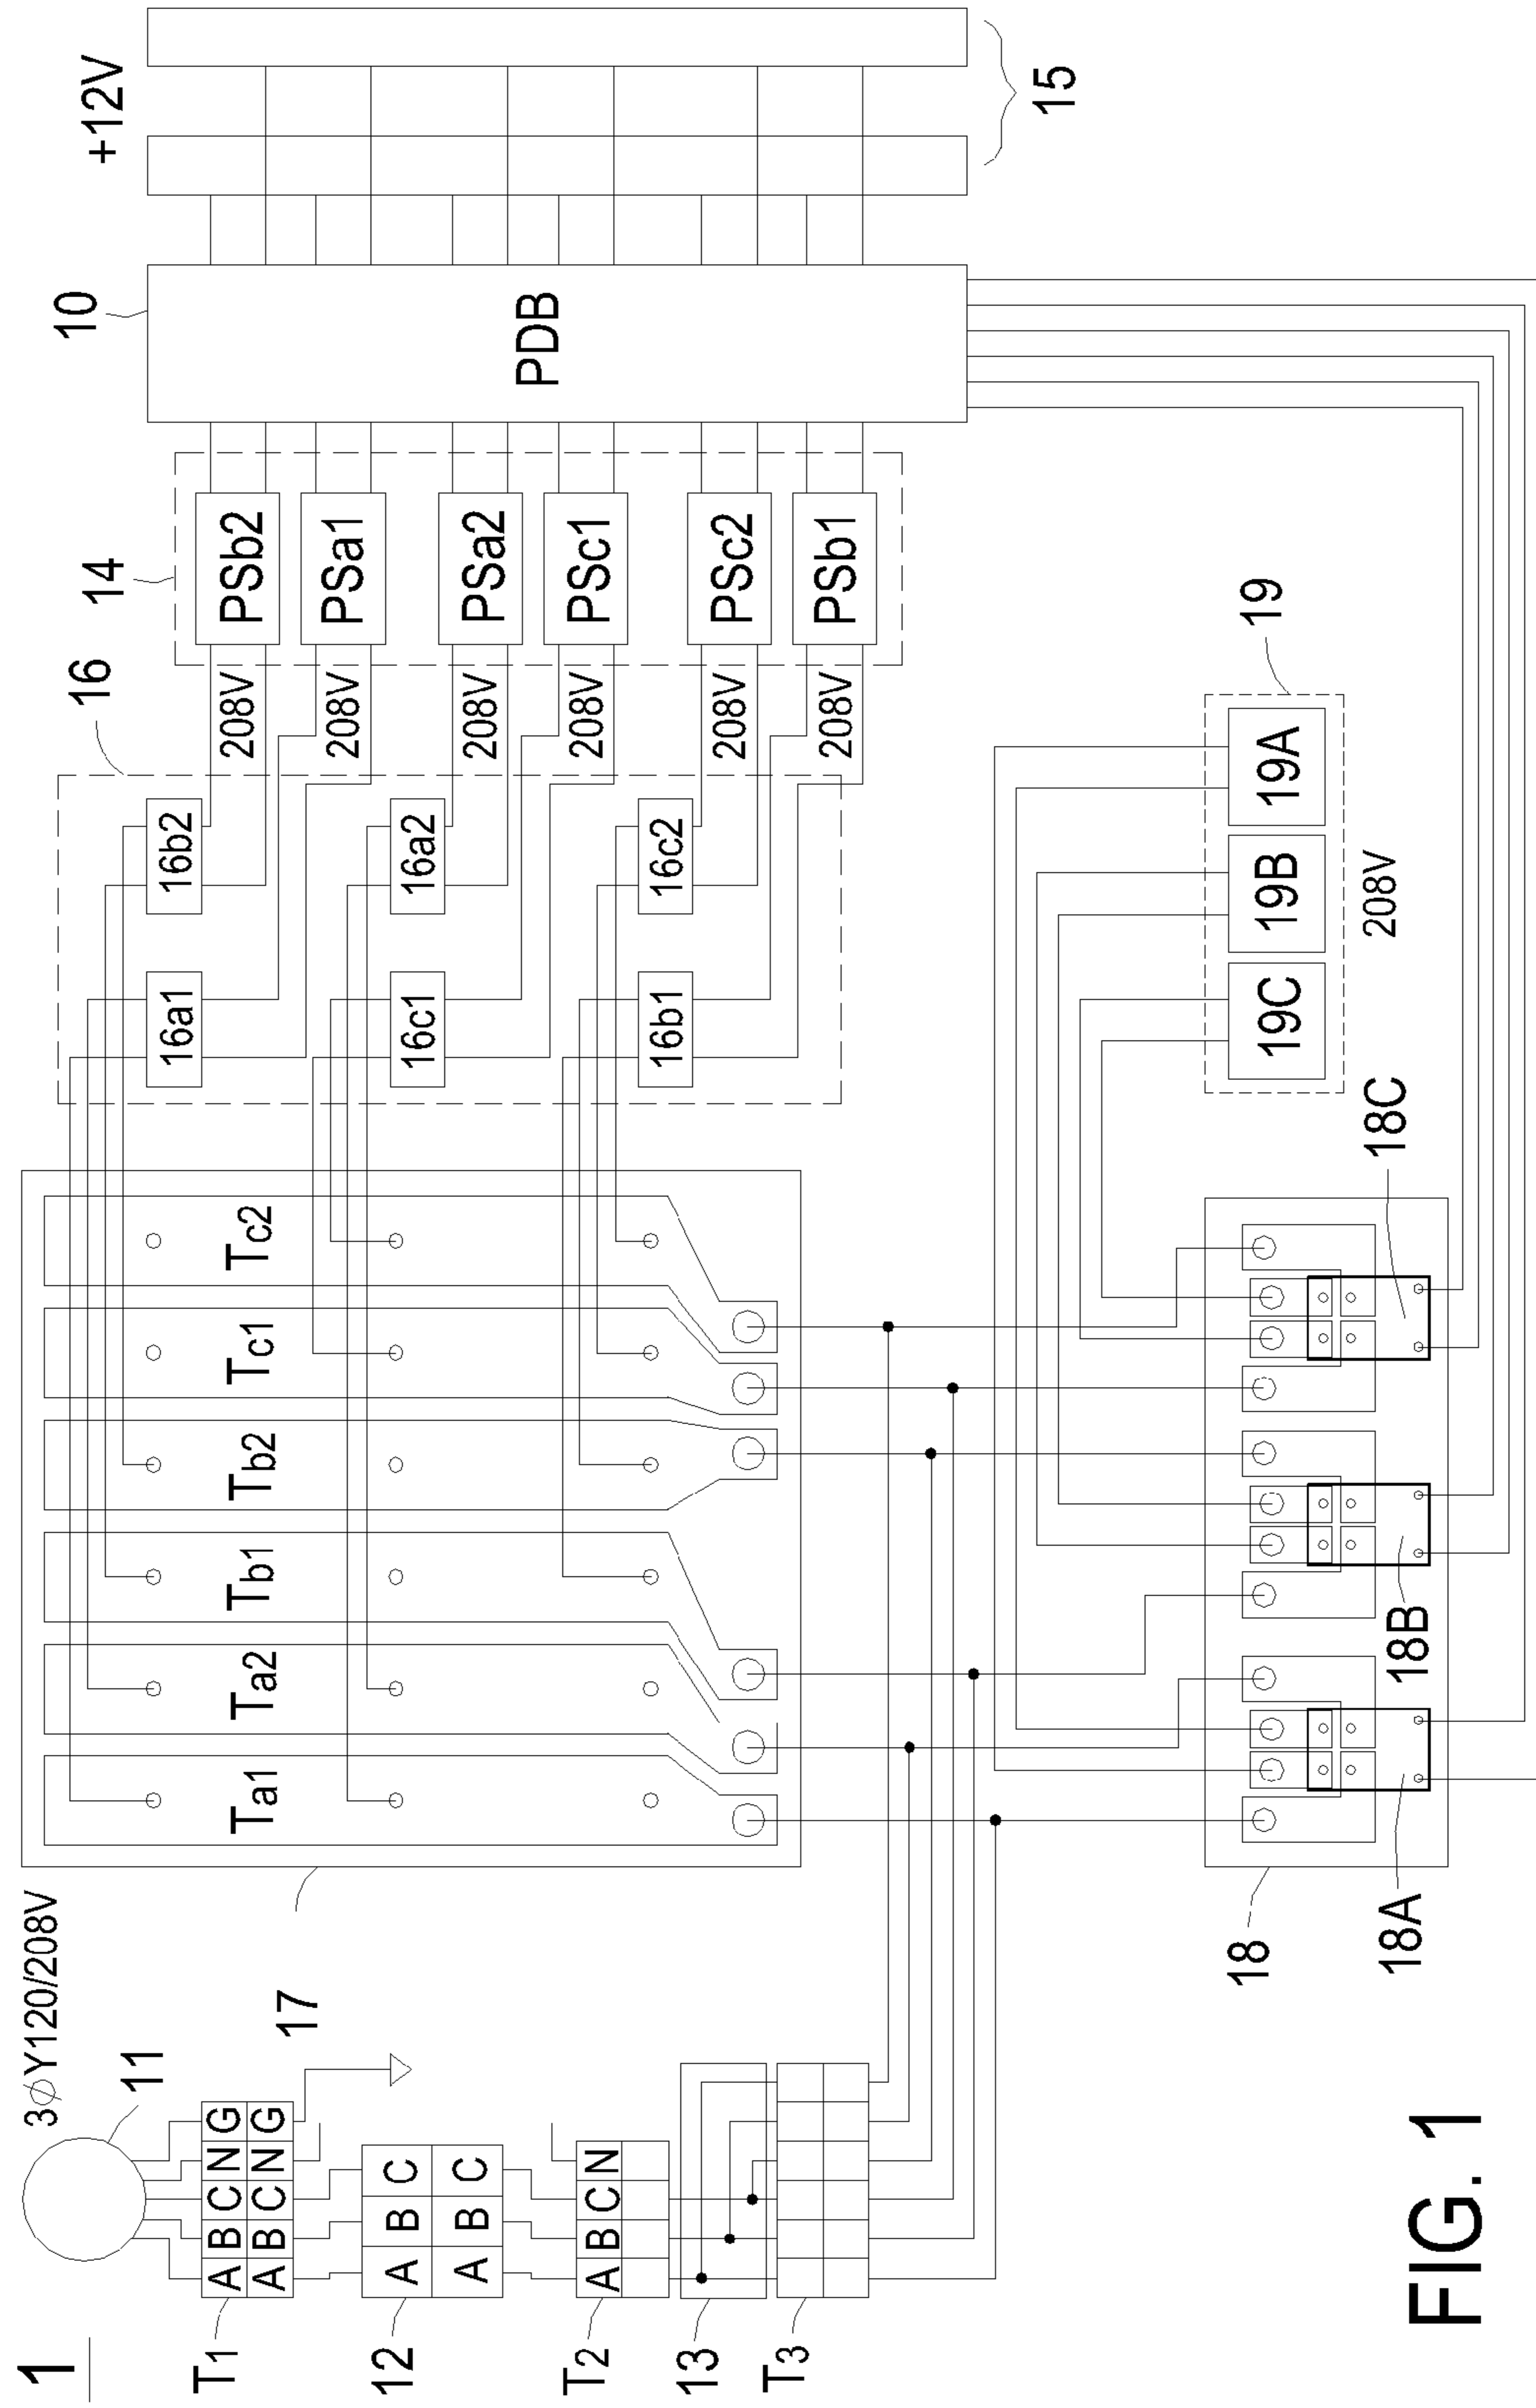 1
3∅Y120/208V
11
T1
A B C N G
A B C N G
12
A B C
A B C
T2
A B C N
13
T3
17
Ta1
Ta2
Tb1
Tb2
Tc1
Tc2
16
16a1
16b2
16c1
16a2
16b1
16c2
208V
208V
208V
208V
208V
208V
14
PSb2
PSa1
PSa2
PSc1
PSc2
PSb1
10
PDB
+12V
15
18
18A
18B
18C
19
19C
19B
19A
208V
FIG. 1